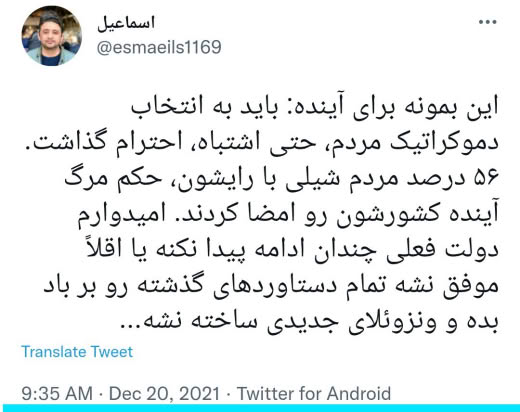 اسماعیل
@esmaeils1169
این بمونه برای آینده: باید به انتخاب
دموکراتیک مردم، حتی اشتباه، احترام گذاشت.
۵۶ درصد مردم شیلی با رایشون، حکم مرگ
آینده کشورشون رو امضا کردند. امیدوارم
دولت فعلی چندان ادامه پیدا نکنه یا اقلاً
موفق نشه تمام دستاوردهای گذشته رو بر باد
بده و ونزوئلای جدیدی ساخته نشه...
Translate Tweet
9:35 AM · Dec 20, 2021 · Twitter for Android